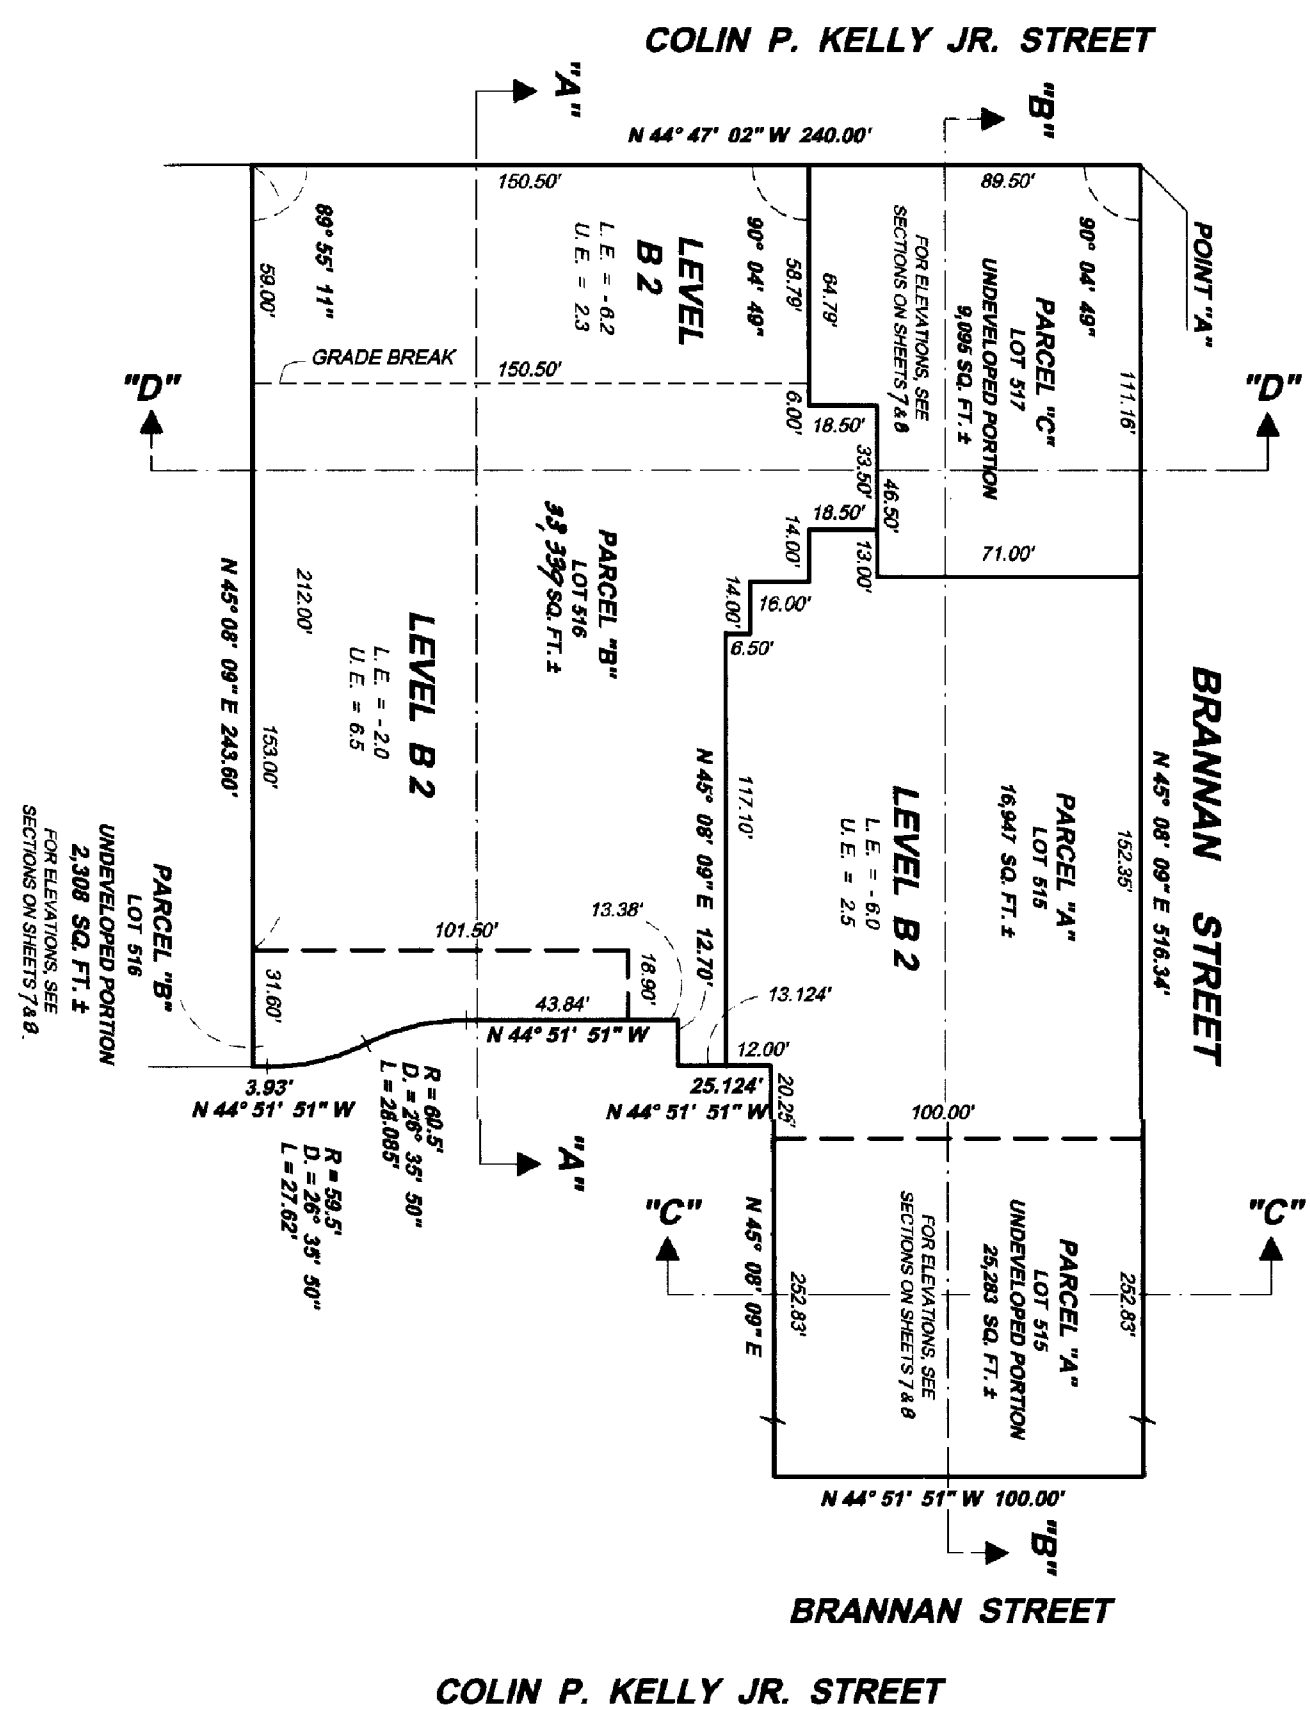 COLIN P. KELLY JR. STREET
"A"
"B"
N 44° 47' 02" W 240.00'
150.50'
89.50'
POINT "A"
89° 55' 11"
59.00'
LEVEL
B 2
L. E. = -6.2
U. E. = 2.3
90° 04' 49"
58.79'
64.79'
90° 04' 49"
111.16'
PARCEL "C"
LOT 517
UNDEVELOPED PORTION
9,095 SQ. FT. ±
FOR ELEVATIONS, SEE
SECTIONS ON SHEETS 7 & 8
GRADE BREAK
150.50'
"D"
"D"
6.00'
18.50'
33.50'
46.50'
18.50'
14.00'
13.00'
71.00'
14.00'
16.00'
6.50'
PARCEL "B"
LOT 516
33,339 SQ. FT. ±
N 45° 08' 09" E 243.60'
212.00'
153.00'
LEVEL B 2
L. E. = -2.0
U. E. = 6.5
BRANNAN STREET
N 45° 08' 09" E 516.34'
152.35'
PARCEL "A"
LOT 515
16,947 SQ. FT. ±
LEVEL B 2
L. E. = -6.0
U. E. = 2.5
117.10'
N 45° 08' 09" E 12.70'
PARCEL "B"
LOT 516
UNDEVELOPED PORTION
2,308 SQ. FT. ±
FOR ELEVATIONS, SEE
SECTIONS ON SHEETS 7 & 8.
101.50'
13.38'
18.90'
31.60'
43.84'
N 44° 51' 51" W
13.124'
12.00'
3.93'
N 44° 51' 51" W
25.124'
N 44° 51' 51" W
20.25'
100.00'
R = 60.5'
D. = 26° 35' 50"
L = 28.085'
R = 59.5'
D. = 26° 35' 50"
L = 27.62'
"A"
"C"
"C"
N 45° 08' 09" E
252.83'
252.83'
PARCEL "A"
LOT 515
UNDEVELOPED PORTION
25,283 SQ. FT. ±
FOR ELEVATIONS, SEE
SECTIONS ON SHEETS 7 & 8
N 44° 51' 51" W 100.00'
"B"
BRANNAN STREET
COLIN P. KELLY JR. STREET